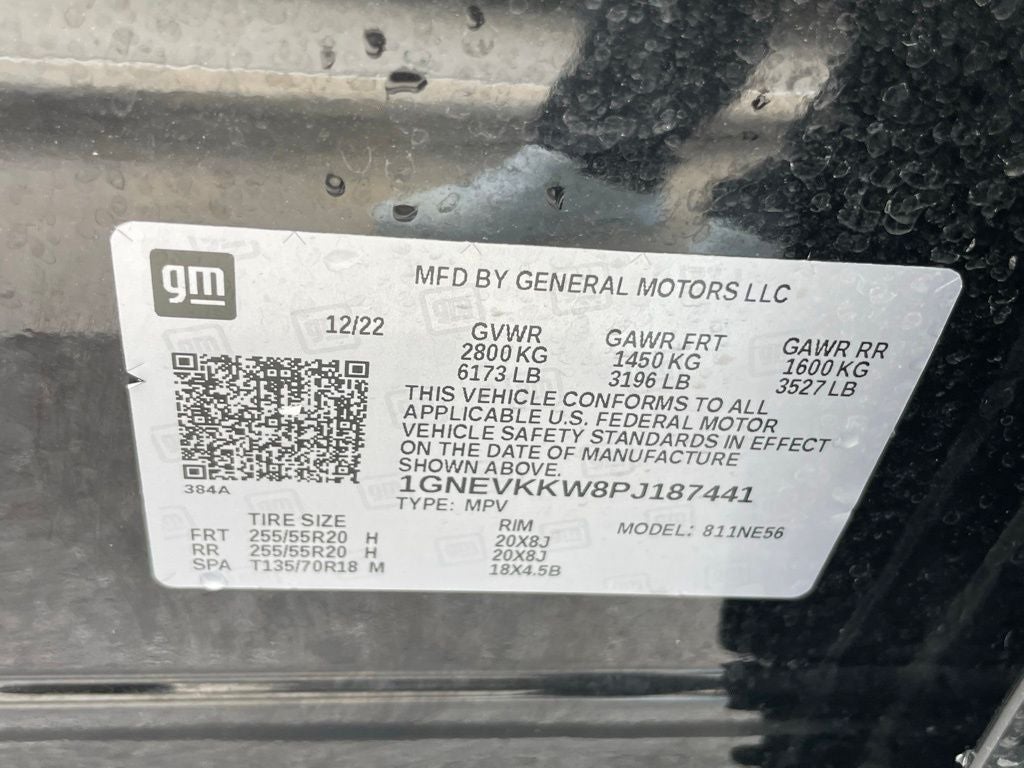 gm
MFD BY GENERAL MOTORS LLC
12/22
GVWR GAWR FRT GAWR RR
2800 KG 1450 KG 1600 KG
6173 LB 3196 LB 3527 LB
THIS VEHICLE CONFORMS TO ALL
APPLICABLE U.S. FEDERAL MOTOR
VEHICLE SAFETY STANDARDS IN EFFECT
ON THE DATE OF MANUFACTURE
SHOWN ABOVE.
384A
1GNEVKKW8PJ187441
TYPE: MPV
TIRE SIZE RIM MODEL: 811NE56
FRT 255/55R20 H 20X8J
RR 255/55R20 H 20X8J
SPA T135/70R18 M 18X4.5B